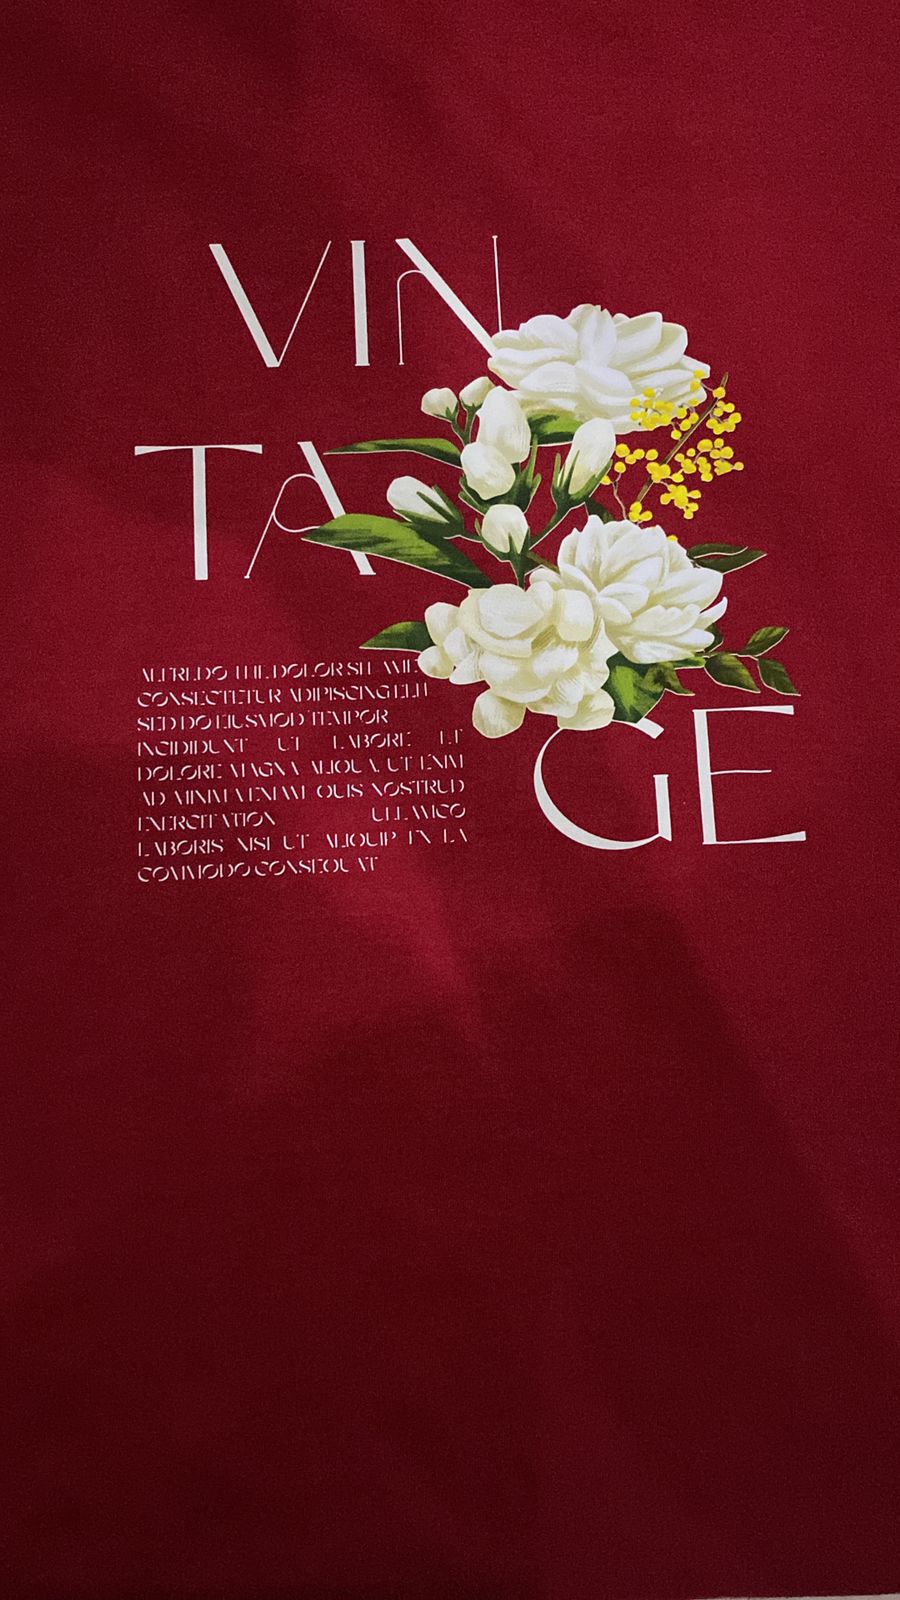 VIN
TA
GE
ALFREDO THE DOLOR SIT AME
CONSECTETUR ADIPISCING ELIT
SED DO EIUSMOD TEMPOR
INCIDIDUNT UT LABORE ET
DOLORE MAGNA ALIQUA. UT ENIM
AD MINIM VENIAM QUIS NOSTRUD
EXERCITATION ULLAMCO
LABORIS NISI UT ALIQUIP EX EA
COMMODO CONSEQUAT